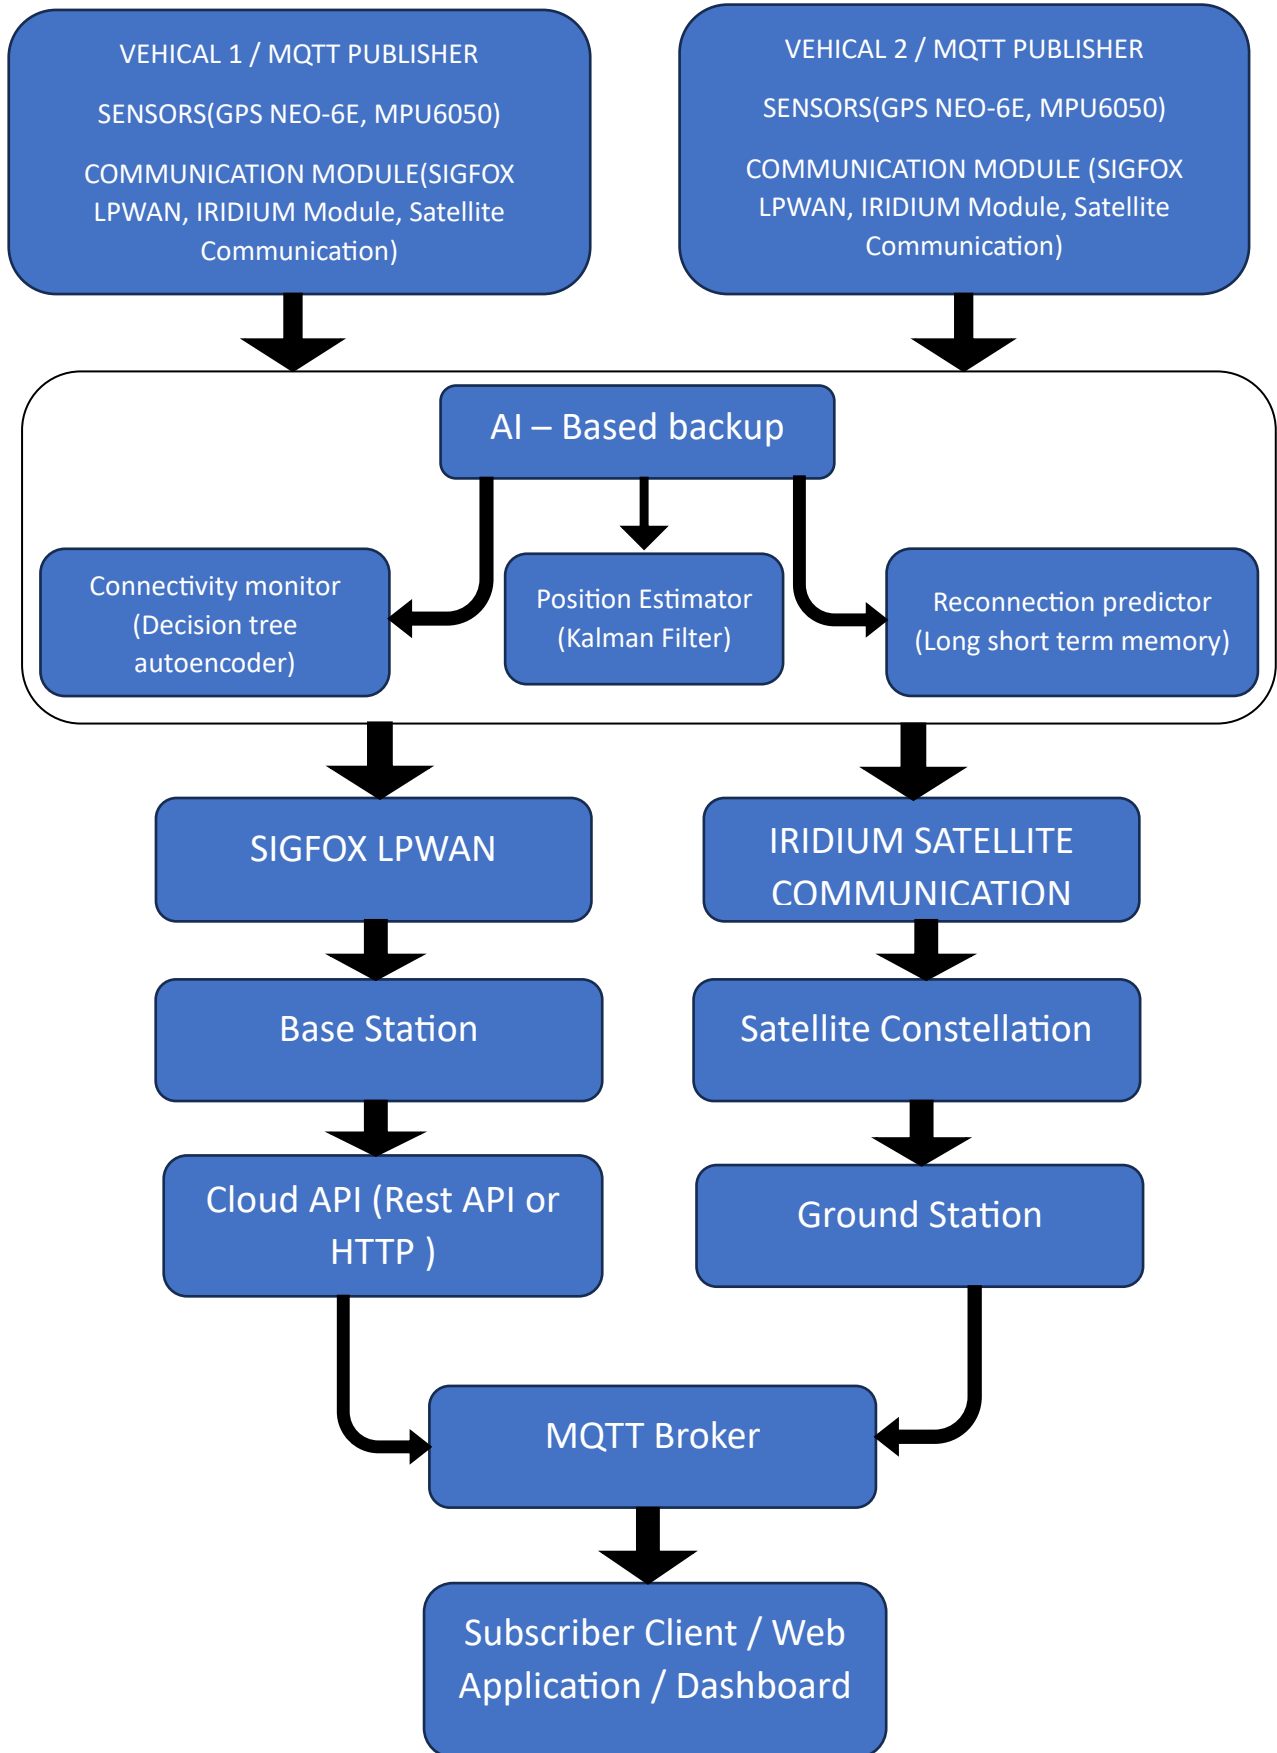 VEHICAL 1 / MQTT PUBLISHER
SENSORS(GPS NEO-6E, MPU6050)
COMMUNICATION MODULE(SIGFOX
LPWAN, IRIDIUM Module, Satellite
Communication)
VEHICAL 2 / MQTT PUBLISHER
SENSORS(GPS NEO-6E, MPU6050)
COMMUNICATION MODULE (SIGFOX
LPWAN, IRIDIUM Module, Satellite
Communication)
AI – Based backup
Connectivity monitor
(Decision tree
autoencoder)
Position Estimator
(Kalman Filter)
Reconnection predictor
(Long short term memory)
SIGFOX LPWAN
IRIDIUM SATELLITE
COMMUNICATION
Base Station
Satellite Constellation
Cloud API (Rest API or
HTTP )
Ground Station
MQTT Broker
Subscriber Client / Web
Application / Dashboard